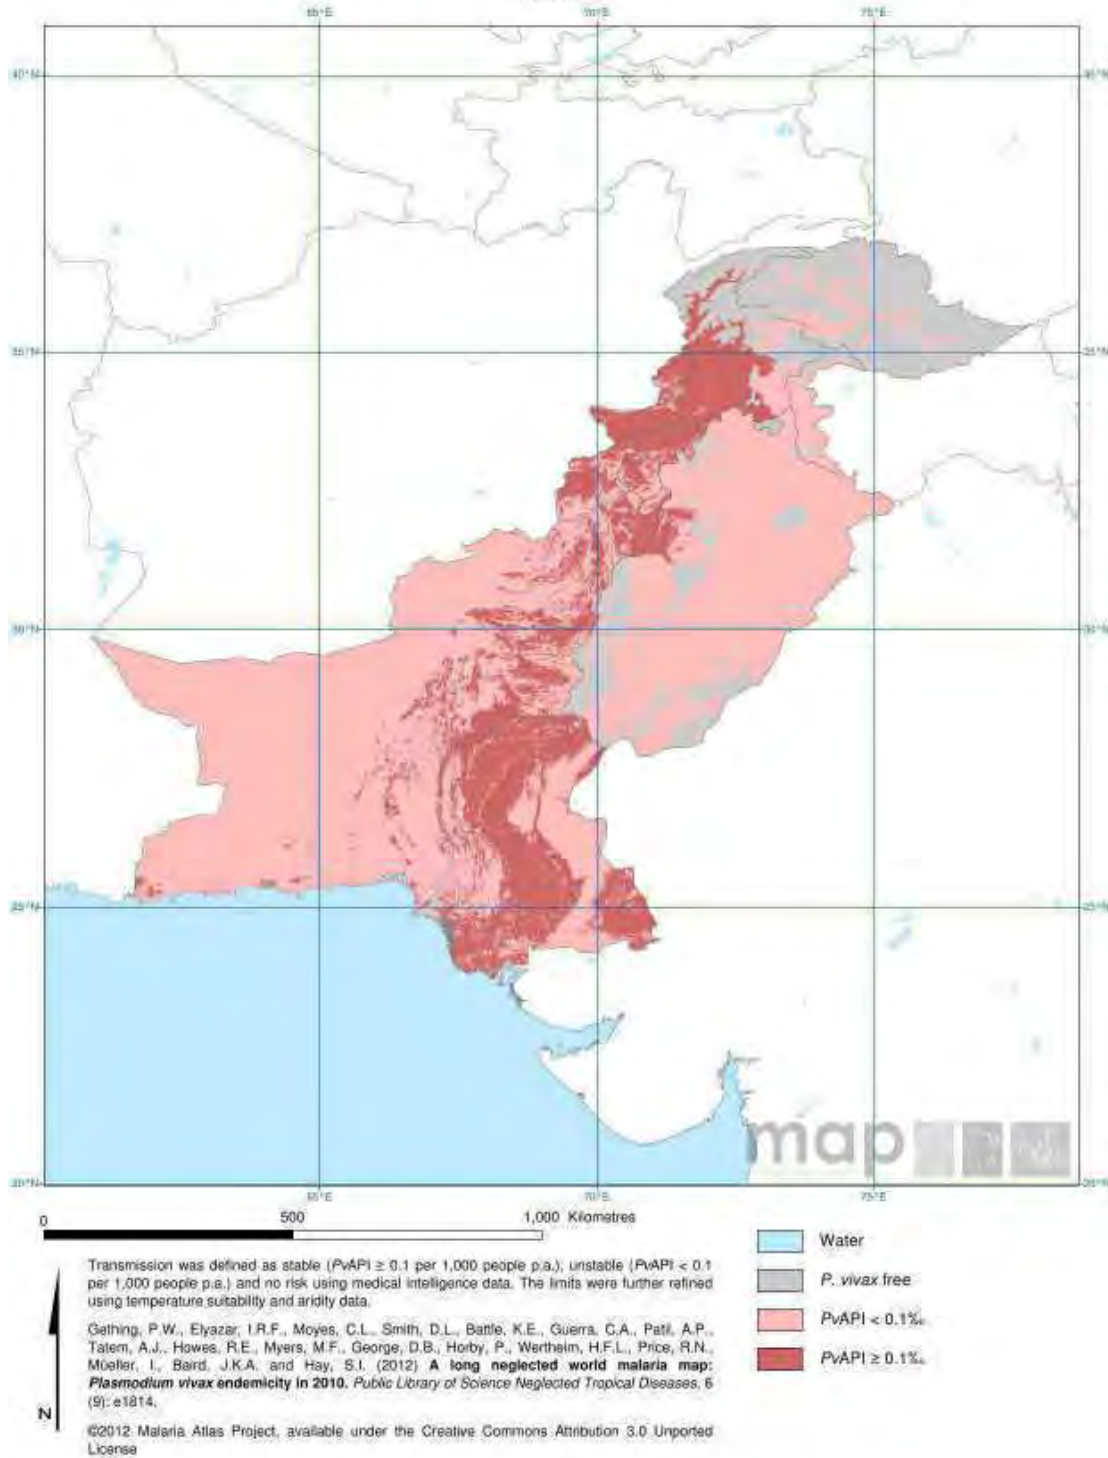 65°E 70°E 75°E
40°N 40°N
35°N 35°N
30°N 30°N
25°N 25°N
map
20°N 20°N
65°E 70°E 75°E
0 500 1,000 Kilometres
Water
P. vivax free
PvAPI < 0.1‰
PvAPI ≥ 0.1‰
Transmission was defined as stable (PvAPI ≥ 0.1 per 1,000 people p.a.), unstable (PvAPI < 0.1
per 1,000 people p.a.) and no risk using medical intelligence data. The limits were further refined
using temperature suitability and aridity data.
Gething, P.W., Elyazar, I.R.F., Moyes, C.L., Smith, D.L., Battle, K.E., Guerra, C.A., Patil, A.P.,
Tatem, A.J., Howes, R.E., Myers, M.F., George, D.B., Horby, P., Wertheim, H.F.L., Price, R.N.,
Müeller, I., Baird, J.K.A. and Hay, S.I. (2012) A long neglected world malaria map:
Plasmodium vivax endemicity in 2010. Public Library of Science Neglected Tropical Diseases, 6
(9): e1814.
N
©2012 Malaria Atlas Project, available under the Creative Commons Attribution 3.0 Unported
License